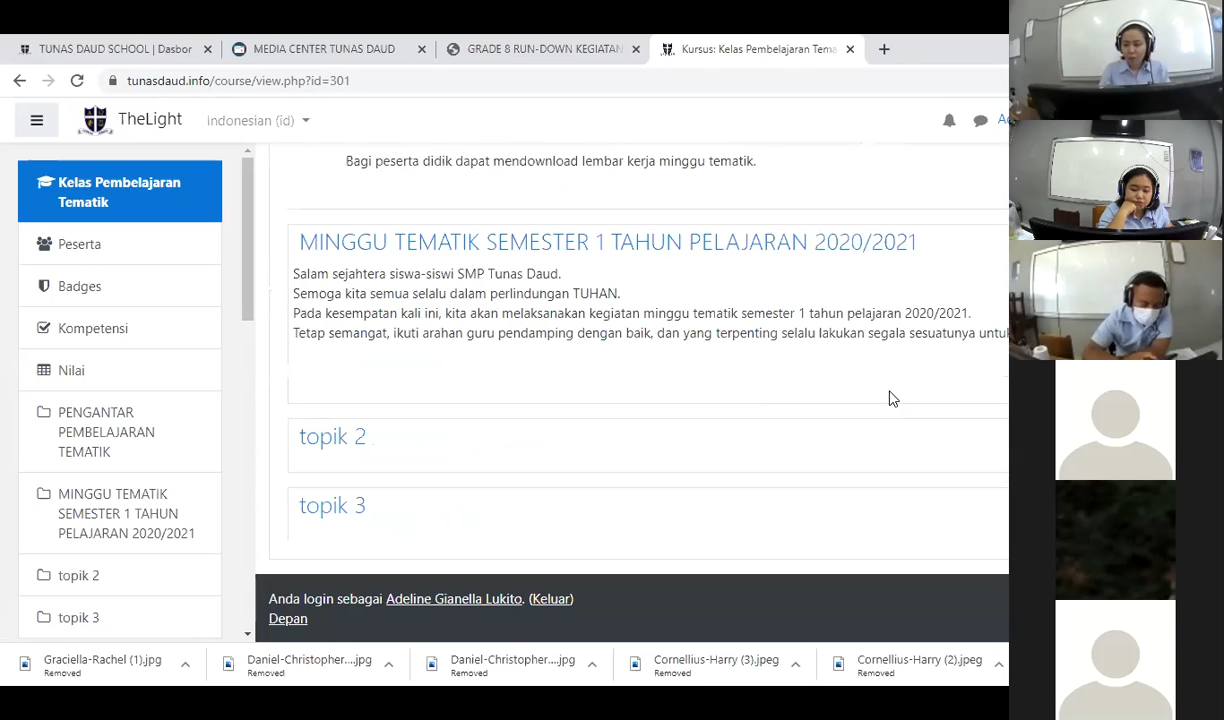 TUNAS DAUD SCHOOL | Dasbor
MEDIA CENTER TUNAS DAUD
GRADE 8 RUN-DOWN KEGIATAN
Kursus: Kelas Pembelajaran Tema
tunasdaud.info/course/view.php?id=301
TheLight
Indonesian (id)
Kelas Pembelajaran
Tematik
Peserta
Badges
Kompetensi
Nilai
PENGANTAR
PEMBELAJARAN
TEMATIK
MINGGU TEMATIK
SEMESTER 1 TAHUN
PELAJARAN 2020/2021
topik 2
topik 3
Bagi peserta didik dapat mendownload lembar kerja minggu tematik.
MINGGU TEMATIK SEMESTER 1 TAHUN PELAJARAN 2020/2021
Salam sejahtera siswa-siswi SMP Tunas Daud.
Semoga kita semua selalu dalam perlindungan TUHAN.
Pada kesempatan kali ini, kita akan melaksanakan kegiatan minggu tematik semester 1 tahun pelajaran 2020/2021.
Tetap semangat, ikuti arahan guru pendamping dengan baik, dan yang terpenting selalu lakukan segala sesuatunya
topik 2
topik 3
Anda login sebagai Adeline Gianella Lukito. (Keluar)
Depan
Graciella-Rachel (1).jpg
Removed
Daniel-Christopher....jpg
Removed
Daniel-Christopher....jpg
Removed
Cornellius-Harry (3).jpeg
Removed
Cornellius-Harry (2).jpeg
Removed